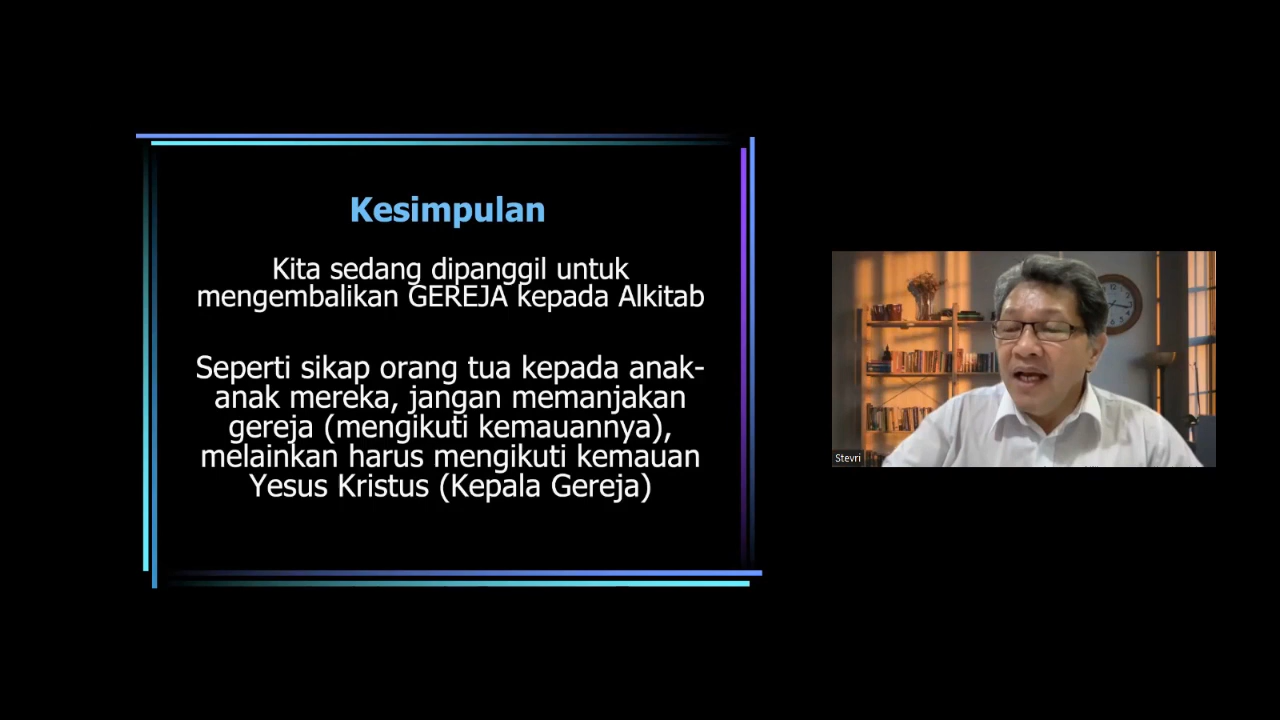 Kesimpulan
Kita sedang dipanggil untuk
mengembalikan GEREJA kepada Alkitab
Seperti sikap orang tua kepada anak-
anak mereka, jangan memanjakan
gereja (mengikuti kemauannya),
melainkan harus mengikuti kemauan
Yesus Kristus (Kepala Gereja)
Stevri